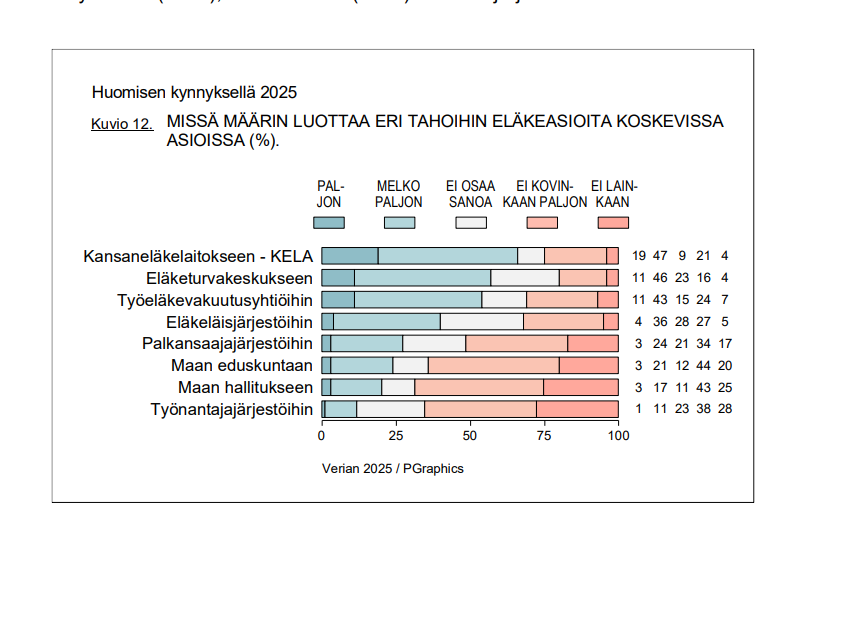 Huomisen kynnyksellä 2025
Kuvio 12. MISSÄ MÄÄRIN LUOTTAA ERI TAHOIHIN ELÄKEASIOITA KOSKEVISSA
ASIOISSA (%).
PAL- MELKO EI OSAA EI KOVIN- EI LAIN-
JON PALJON SANOA KAAN PALJON KAAN
Kansaneläkelaitokseen - KELA 19 47 9 21 4
Eläketurvakeskukseen 11 46 23 16 4
Työeläkevakuutusyhtiöihin 11 43 15 24 7
Eläkeläisjärjestöihin 4 36 28 27 5
Palkansaajajärjestöihin 3 24 21 34 17
Maan eduskuntaan 3 21 12 44 20
Maan hallitukseen 3 17 11 43 25
Työnantajajärjestöihin 1 11 23 38 28
0 25 50 75 100
Verian 2025 / PGraphics